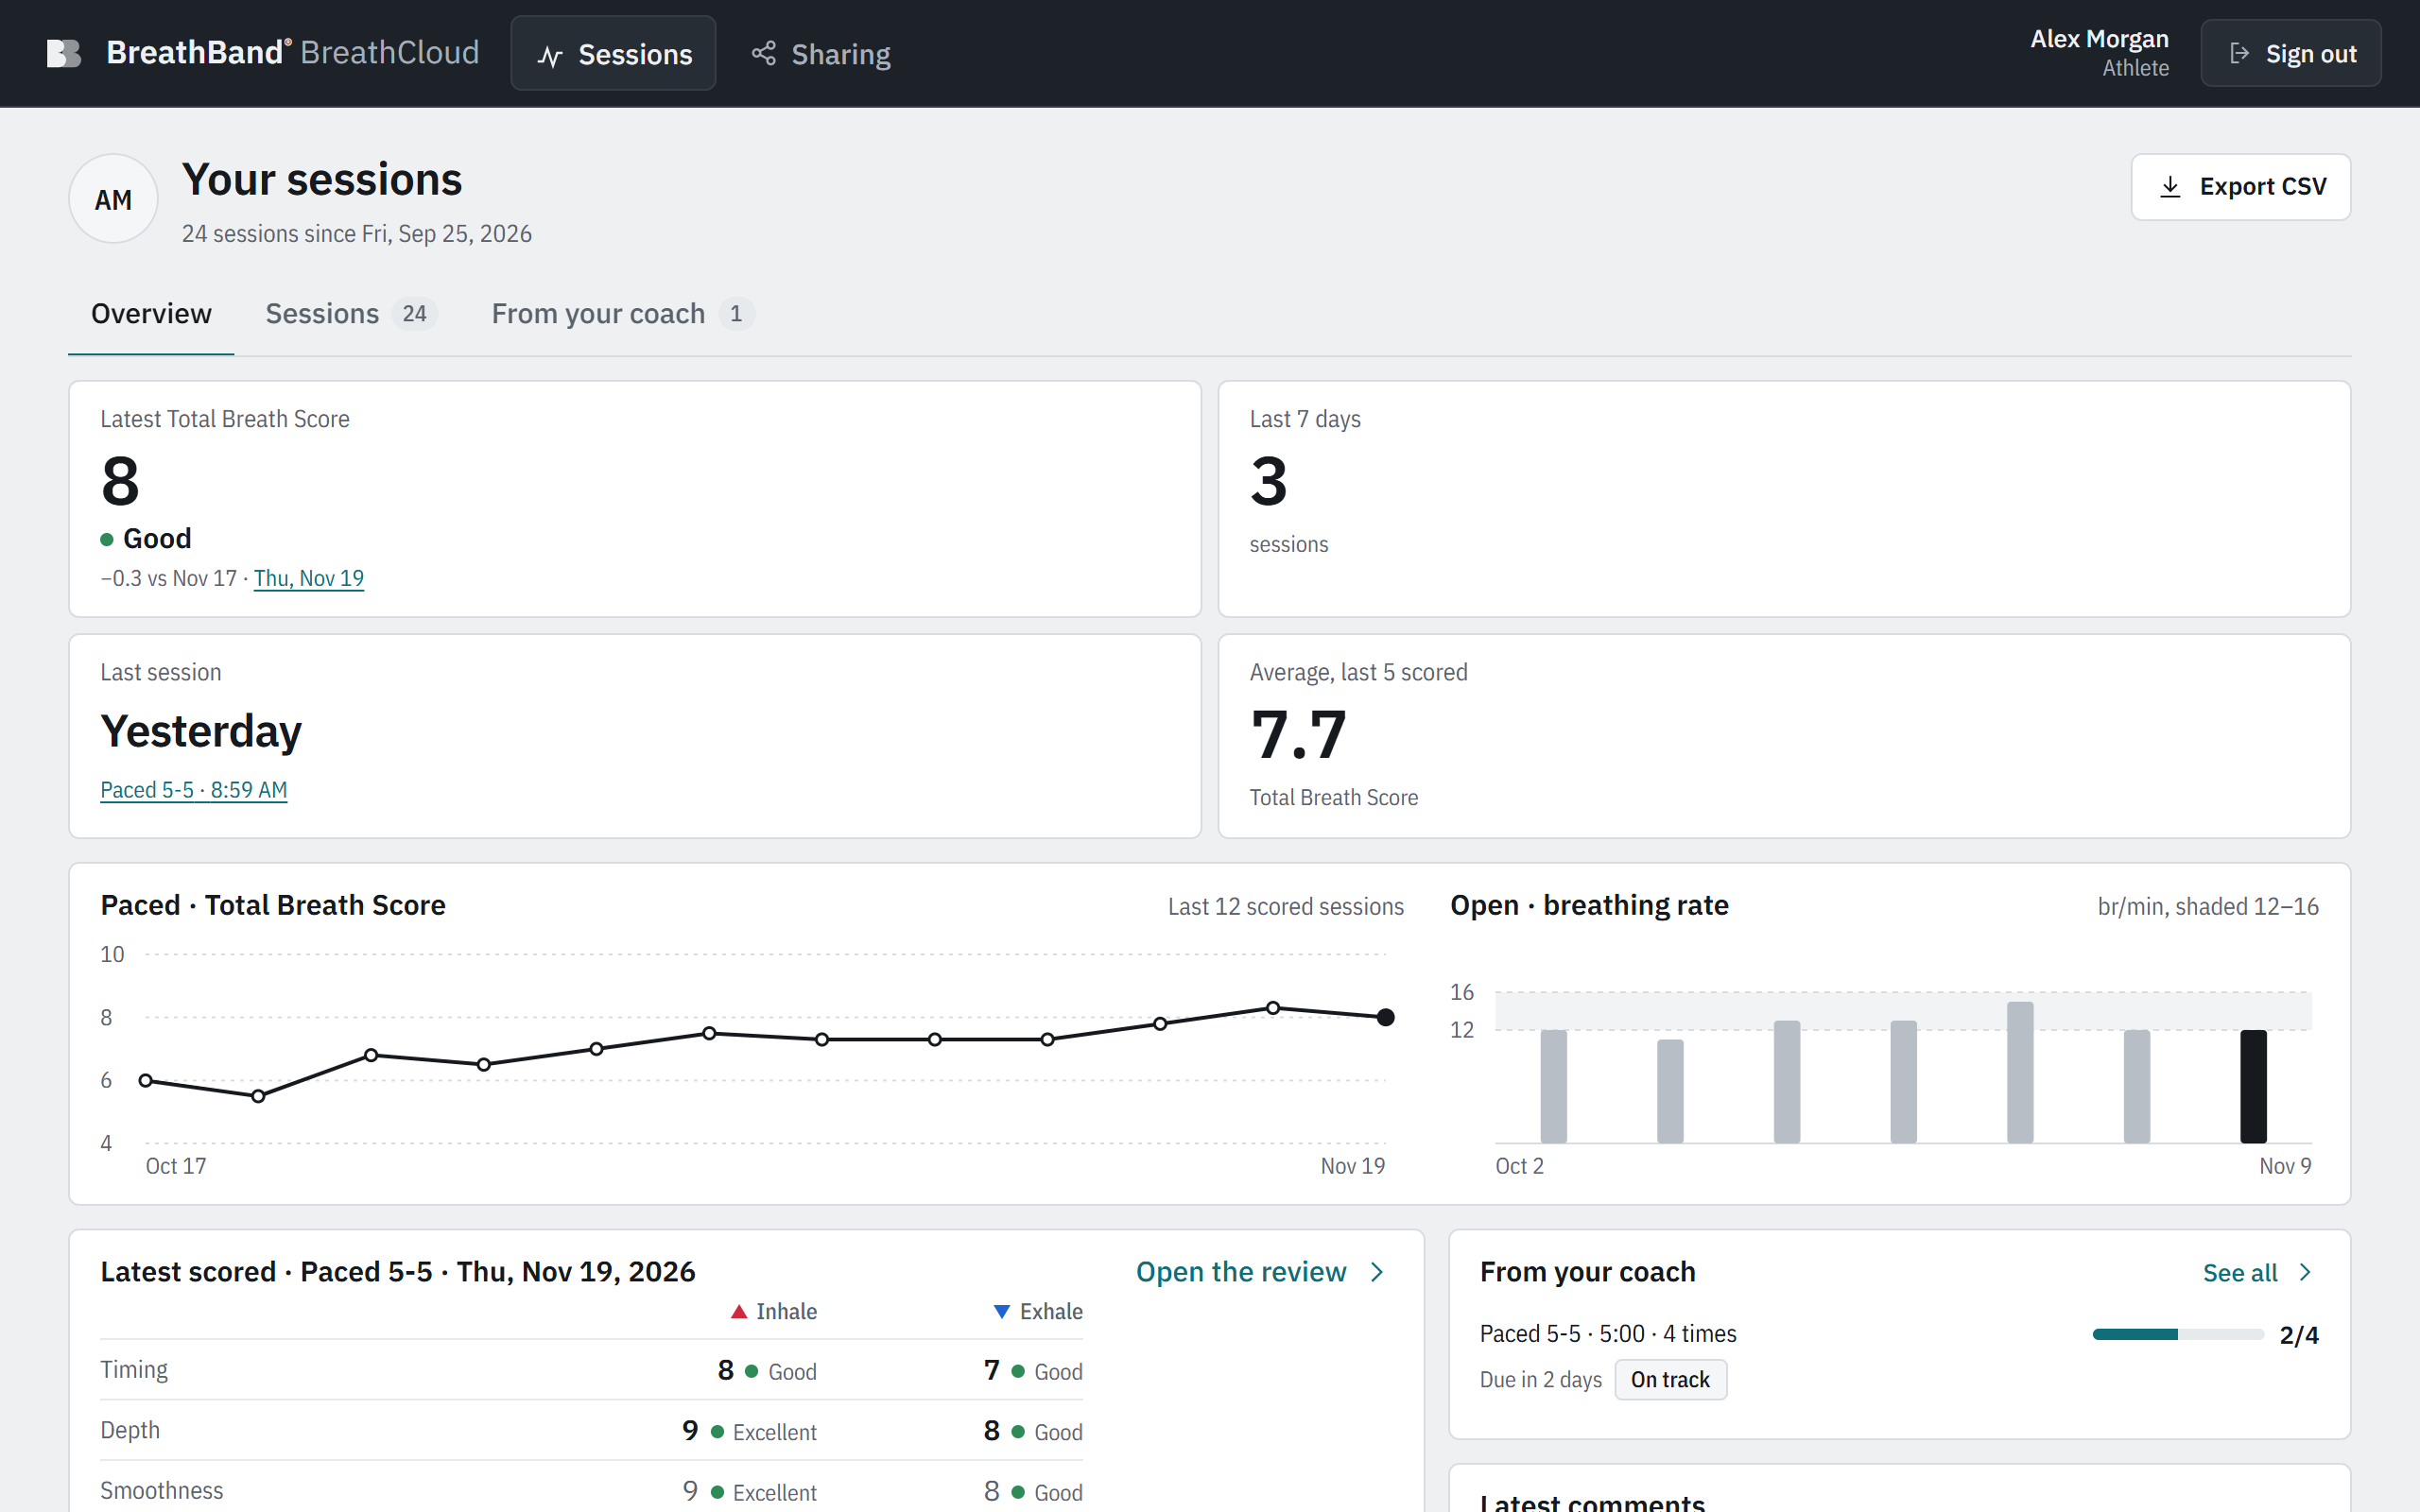 BreathBand® BreathCloud
Sessions
Sharing
Alex Morgan
Athlete
Sign out
AM
Your sessions
24 sessions since Fri, Sep 25, 2026
Export CSV
Overview
Sessions 24
From your coach 1
Latest Total Breath Score
8
Good
−0.3 vs Nov 17 · Thu, Nov 19
Last 7 days
3
sessions
Last session
Yesterday
Paced 5-5 · 8:59 AM
Average, last 5 scored
7.7
Total Breath Score
Paced · Total Breath Score
Last 12 scored sessions
10
8
6
4
Oct 17
Nov 19
Open · breathing rate
br/min, shaded 12–16
16
12
Oct 2
Nov 9
Latest scored · Paced 5-5 · Thu, Nov 19, 2026
Open the review
Inhale Exhale
Timing 8 Good 7 Good
Depth 9 Excellent 8 Good
Smoothness 9 Excellent 8 Good
From your coach
See all
Paced 5-5 · 5:00 · 4 times
2/4
Due in 2 days On track
Latest comments